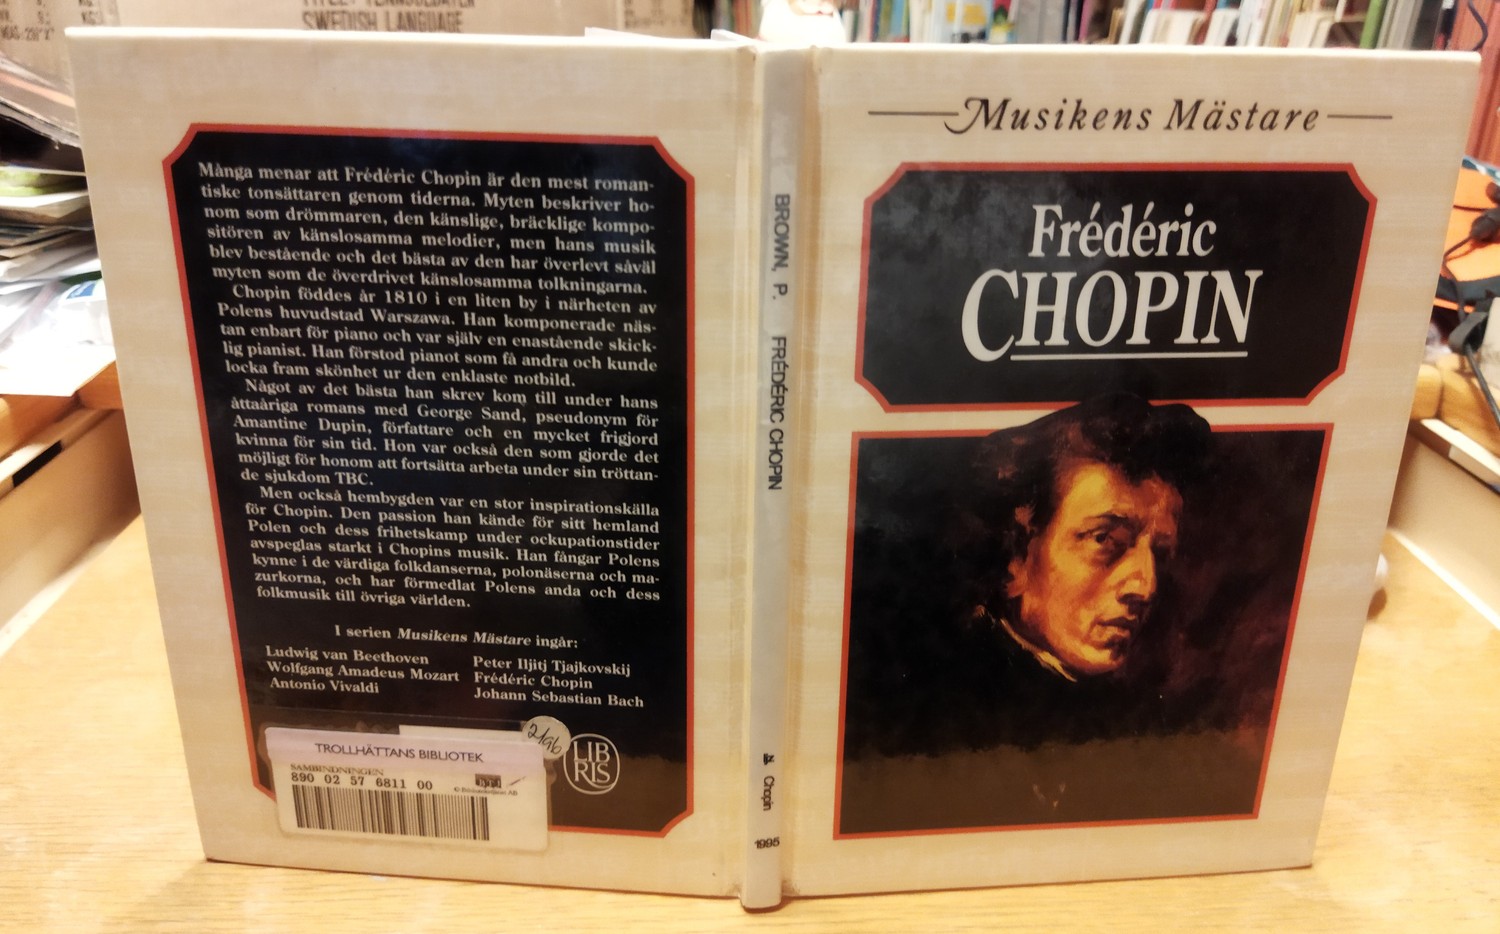 SWEDISH LANGUAGE
Många menar att Frédéric Chopin är den mest roman-
tiske tonsättaren genom tiderna. Myten beskriver ho-
nom som drömmaren, den känslige, bräcklige kompo-
sitören av känslosamma melodier, men hans musik
blev bestående och det bästa av den har överlevt såväl
myten som de överdrivet känslosamma tolkningarna.
Chopin föddes år 1810 i en liten by i närheten av
Polens huvudstad Warszawa. Han komponerade näs-
tan enbart för piano och var själv en enastående skick-
lig pianist. Han förstod pianot som få andra och kunde
locka fram skönhet ur den enklaste notbild.
Något av det bästa han skrev kom till under hans
åttaåriga romans med George Sand, pseudonym för
Amantine Dupin, författare och en mycket frigjord
kvinna för sin tid. Hon var också den som gjorde det
möjligt för honom att fortsätta arbeta under sin tröttan-
de sjukdom TBC.
Men också hembygden var en stor inspirationskälla
för Chopin. Den passion han kände för sitt hemland
Polen och dess frihetskamp under ockupationstider
avspeglas starkt i Chopins musik. Han fångar Polens
kynne i de värdiga folkdanserna, polonäserna och ma-
zurkorna, och har förmedlat Polens anda och dess
folkmusik till övriga världen.
I serien Musikens Mästare ingår:
Ludwig van Beethoven
Wolfgang Amadeus Mozart
Antonio Vivaldi
Peter Iljitj Tjajkovskij
Frédéric Chopin
Johann Sebastian Bach
LIB
RIS
TROLLHÄTTANS BIBLIOTEK
SAMBINDNINGEN
890 02 57 6811 00
BROWN, P. FRÉDÉRIC CHOPIN
Chopin
1995
Musikens Mästare
Frédéric
CHOPIN